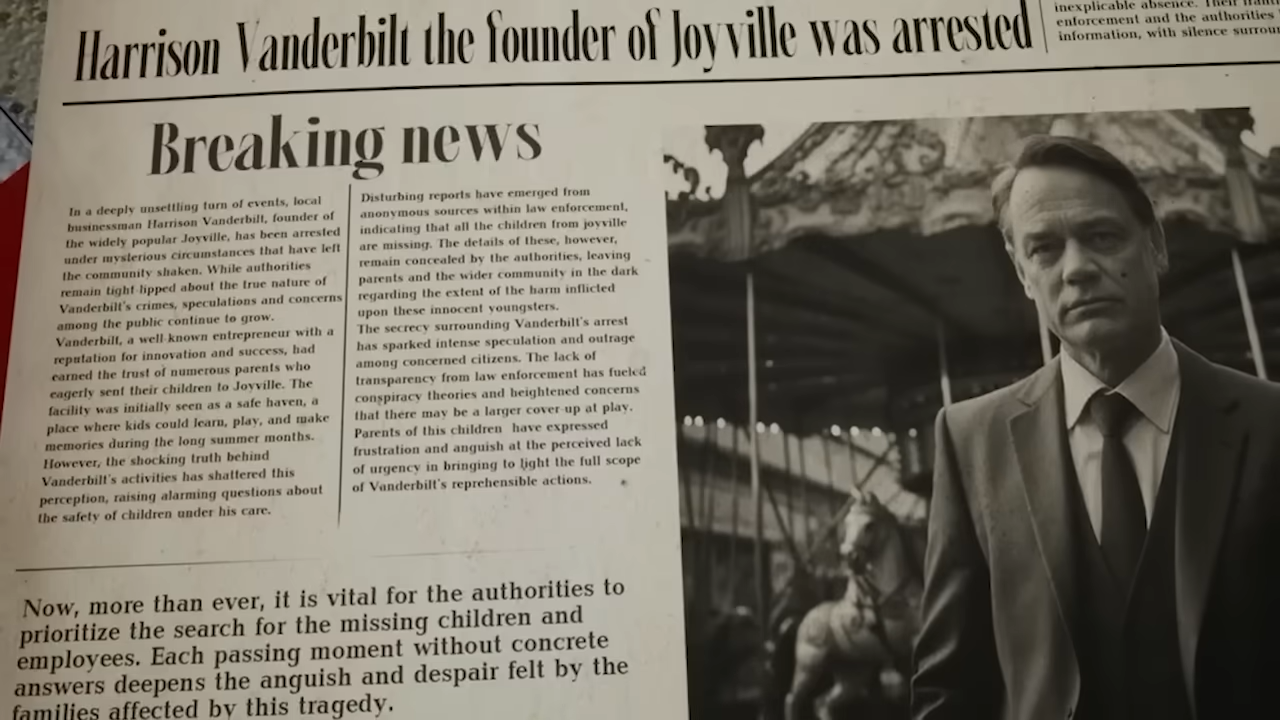 Harrison Vanderbilt the founder of Joyville was arrested
inexplicable absence. Their
enforcement and the authorities
information, with silence
Breaking news
In a deeply unsettling turn of events, local
businessman Harrison Vanderbilt, founder of
the widely popular Joyville, has been arrested
under mysterious circumstances that have left
the community shaken. While authorities
remain tight-lipped about the true nature of
Vanderbilt's crimes, speculations and concerns
among the public continue to grow.
Vanderbilt, a well-known entrepreneur with a
reputation for innovation and success, had
earned the trust of numerous parents who
eagerly sent their children to Joyville. The
facility was initially seen as a safe haven, a
place where kids could learn, play, and make
memories during the long summer months.
However, the shocking truth behind
Vanderbilt's activities has shattered this
perception, raising alarming questions about
the safety of children under his care.
Disturbing reports have emerged from
anonymous sources within law enforcement,
indicating that all the children from joyville
are missing. The details of these, however,
remain concealed by the authorities, leaving
parents and the wider community in the dark
regarding the extent of the harm inflicted
upon these innocent youngsters.
The secrecy surrounding Vanderbilt's arrest
has sparked intense speculation and outrage
among concerned citizens. The lack of
transparency from law enforcement has fueled
conspiracy theories and heightened concerns
that there may be a larger cover-up at play.
Parents of this children have expressed
frustration and anguish at the perceived lack
of urgency in bringing to light the full scope
of Vanderbilt's reprehensible actions.
Now, more than ever, it is vital for the authorities to
prioritize the search for the missing children and
employees. Each passing moment without concrete
answers deepens the anguish and despair felt by the
families affected by this tragedy.